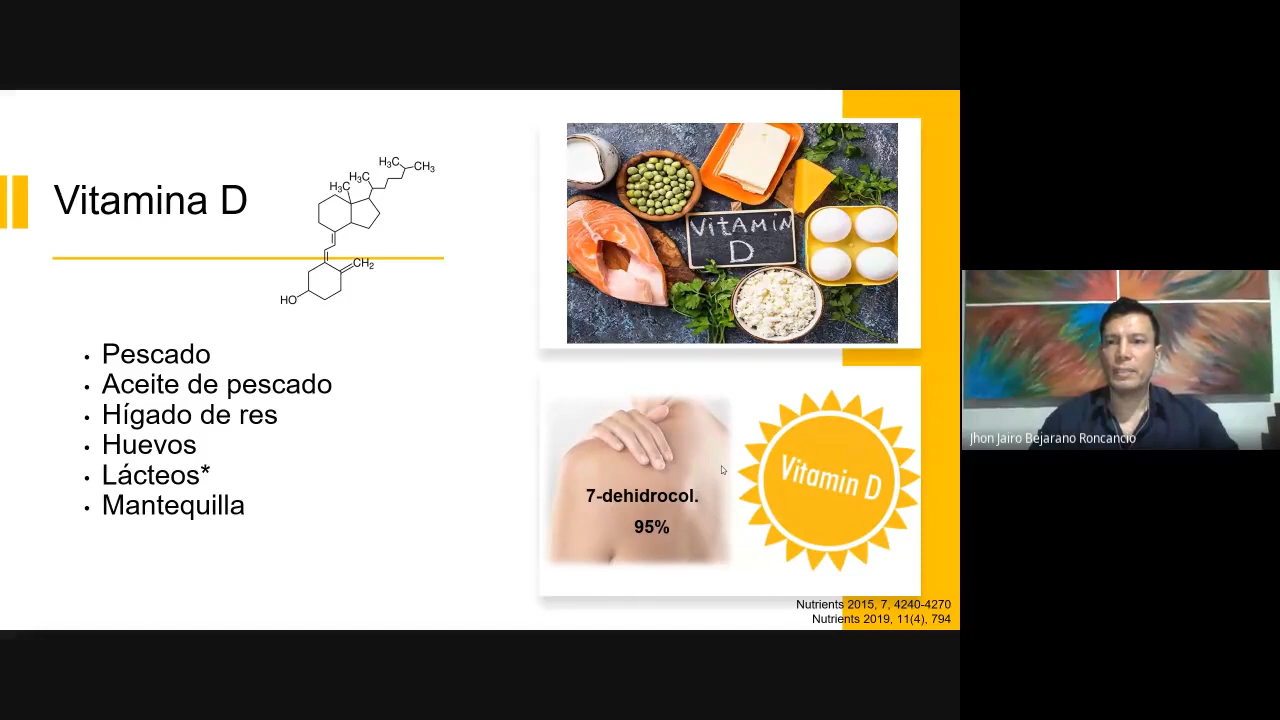 Vitamina D
H₃C
CH₃
H₃C
H₃C
CH₂
HO
• Pescado
• Aceite de pescado
• Hígado de res
• Huevos
• Lácteos*
• Mantequilla
VITAMIN
D
7-dehidrocol.
95%
Vitamin D
Nutrients 2015, 7, 4240-4270
Nutrients 2019, 11(4), 794
Jhon Jairo Bejarano Roncancio